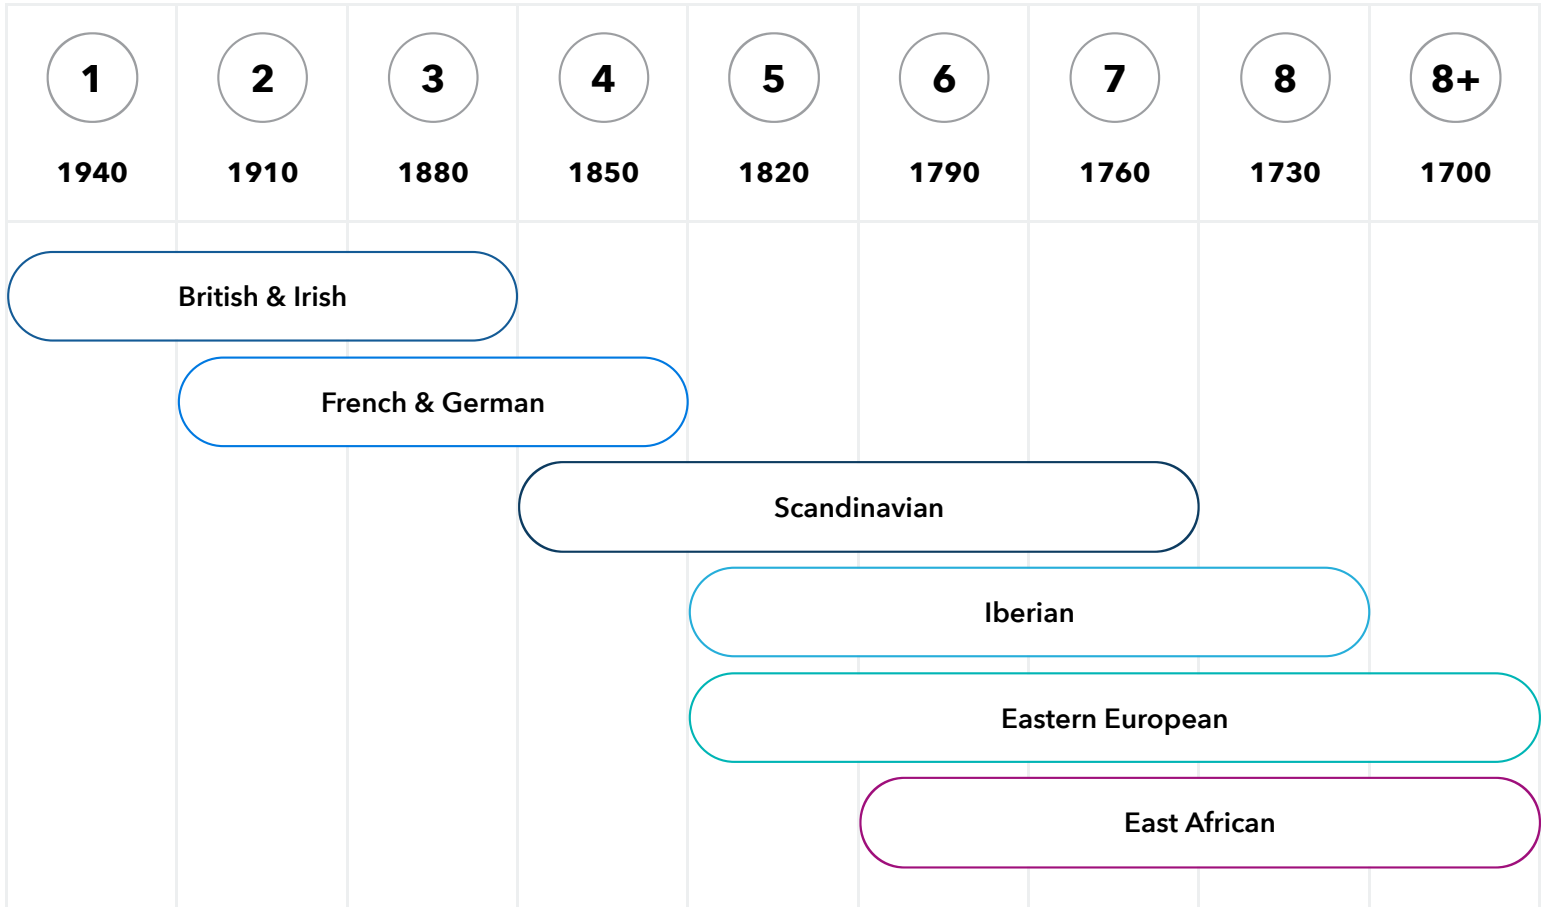 1 2 3 4 5 6 7 8 8+
1940 1910 1880 1850 1820 1790 1760 1730 1700
British & Irish
French & German
Scandinavian
Iberian
Eastern European
East African